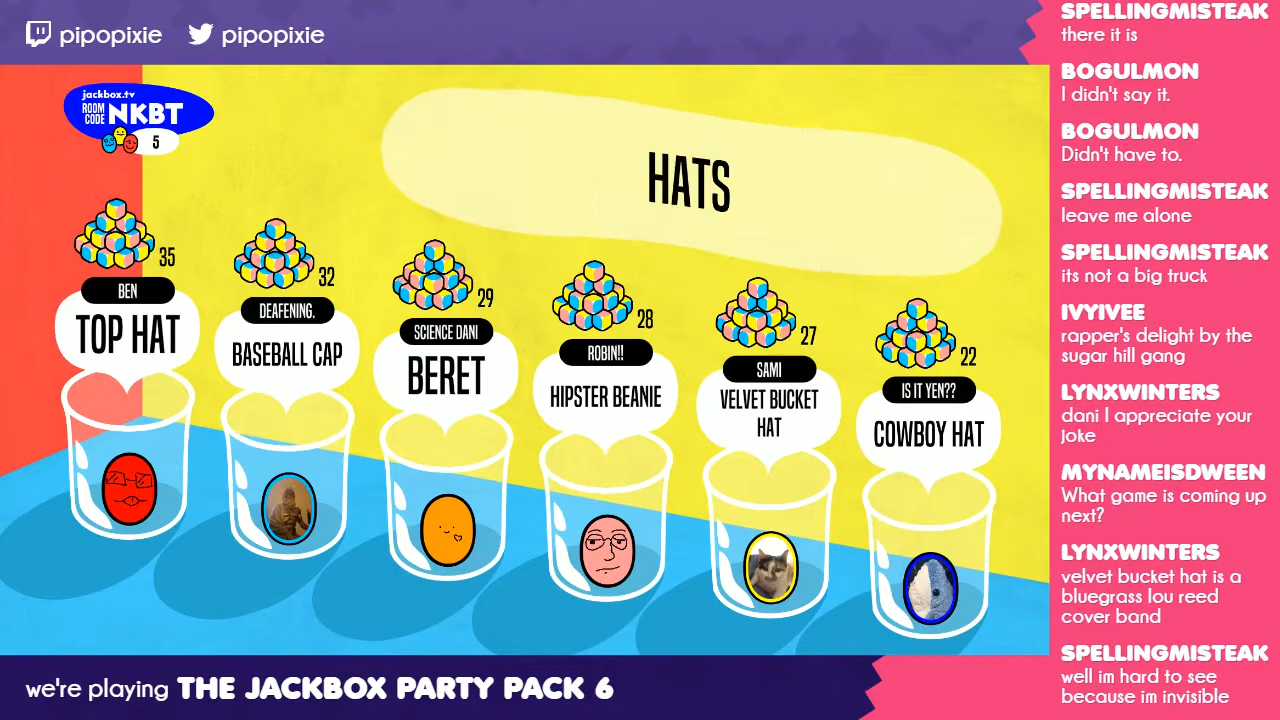 pipopixie
pipopixie
jackbox.tv
ROOM
CODE
NKBT
5
HATS
35
BEN
TOP HAT
32
DEAFENING.
BASEBALL CAP
29
SCIENCE DANI
BERET
28
ROBIN!!
HIPSTER BEANIE
27
SAMI
VELVET BUCKET
HAT
22
IS IT YEN??
COWBOY HAT
we're playing THE JACKBOX PARTY PACK 6
SPELLINGMISTEAK
there it is
BOGULMON
I didn't say it.
BOGULMON
Didn't have to.
SPELLINGMISTEAK
leave me alone
SPELLINGMISTEAK
its not a big truck
IVYIVEE
rapper's delight by the
sugar hill gang
LYNXWINTERS
dani I appreciate your
joke
MYNAMEISDWEEN
What game is coming up
next?
LYNXWINTERS
velvet bucket hat is a
bluegrass lou reed
cover band
SPELLINGMISTEAK
well im hard to see
because im invisible